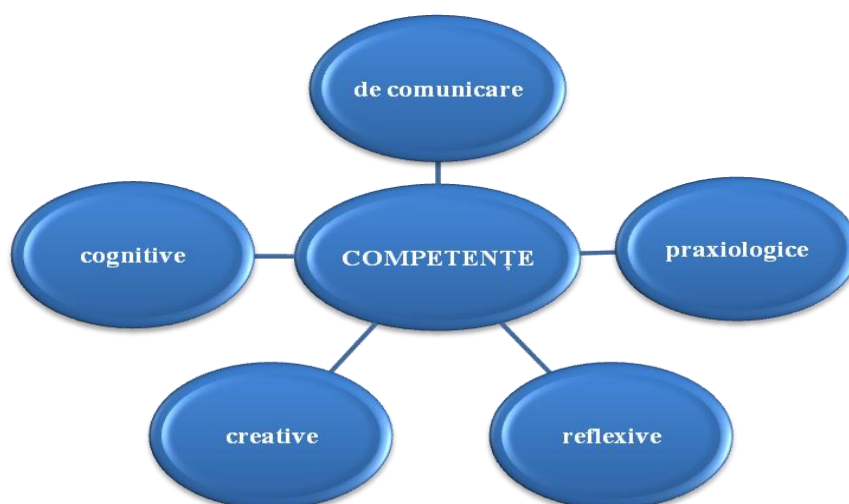 de comunicare
cognitive
COMPETENȚE
praxiologice
creative
reflexive